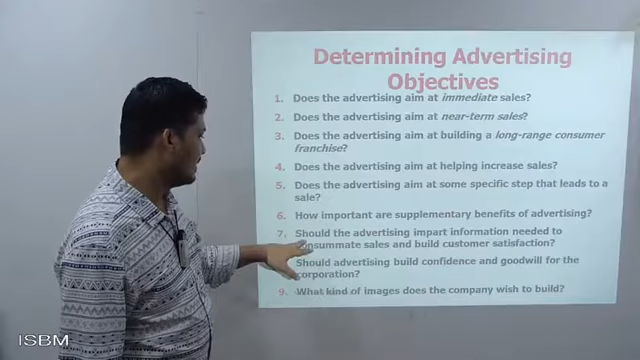 Determining Advertising
Objectives
1. Does the advertising aim at immediate sales?
2. Does the advertising aim at near-term sales?
3. Does the advertising aim at building a long-range consumer
franchise?
4. Does the advertising aim at helping increase sales?
5. Does the advertising aim at some specific step that leads to a
sale?
6. How important are supplementary benefits of advertising?
7. Should the advertising impart information needed to
consummate sales and build customer satisfaction?
Should advertising build confidence and goodwill for the
corporation?
9. What kind of images does the company wish to build?
ISBM